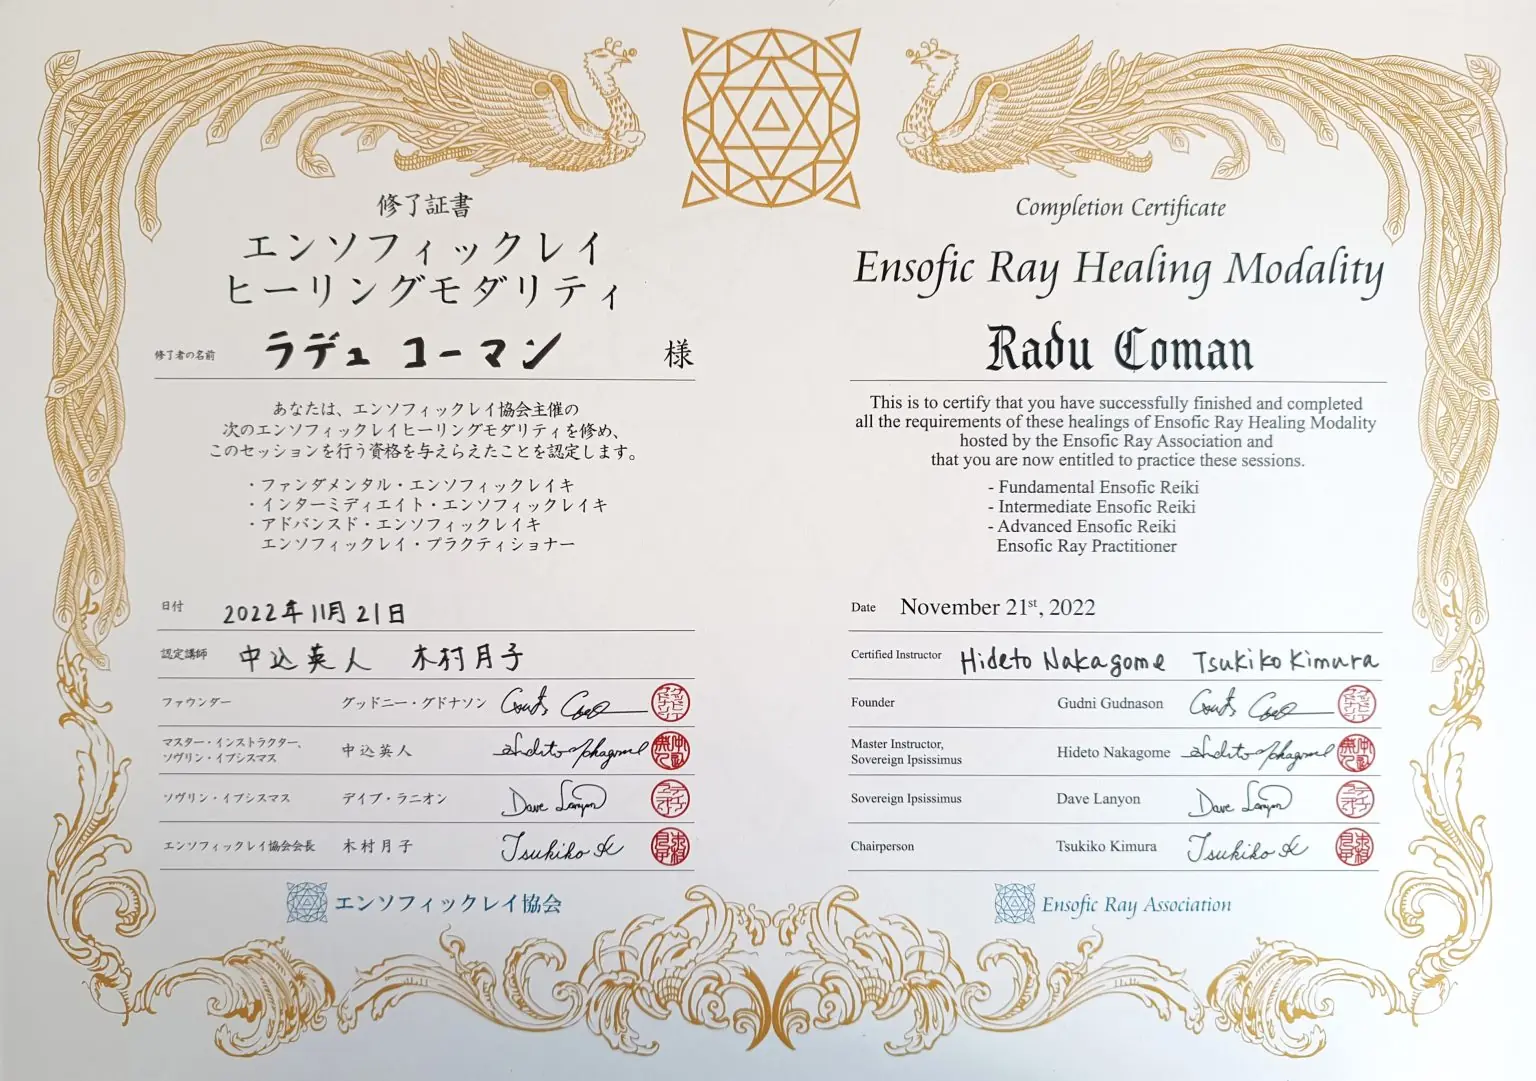 修了証書
エンソフィックレイ
ヒーリングモダリティ
修了者の名前 ラデュ コーマン 様
あなたは、エンソフィックレイ協会主催の
次のエンソフィックレイヒーリングモダリティを修め、
このセッションを行う資格を与えらえたことを認定します。
・ファンダメンタル・エンソフィックレイキ
・インターミディエイト・エンソフィックレイキ
・アドバンスド・エンソフィックレイキ
エンソフィックレイ・プラクティショナー
日付 2022年11月21日
認定講師 中込英人 木村月子
ファウンダー グッドニー・グドナソン
マスター・インストラクター、
ソヴリン・イプシスマス 中込英人 Hideto Nakagome
ソヴリン・イプシスマス デイブ・ラニオン Dave Lanyon
エンソフィックレイ協会会長 木村月子 Tsukiko K
エンソフィックレイ協会
Completion Certificate
Ensofic Ray Healing Modality
Radu Coman
This is to certify that you have successfully finished and completed
all the requirements of these healings of Ensofic Ray Healing Modality
hosted by the Ensofic Ray Association and
that you are now entitled to practice these sessions.
- Fundamental Ensofic Reiki
- Intermediate Ensofic Reiki
- Advanced Ensofic Reiki
Ensofic Ray Practitioner
Date November 21st, 2022
Certified Instructor Hideto Nakagome Tsukiko Kimura
Founder Gudni Gudnason
Master Instructor,
Sovereign Ipsissimus Hideto Nakagome Hideto Nakagome
Sovereign Ipsissimus Dave Lanyon Dave Lanyon
Chairperson Tsukiko Kimura Tsukiko K
Ensofic Ray Association